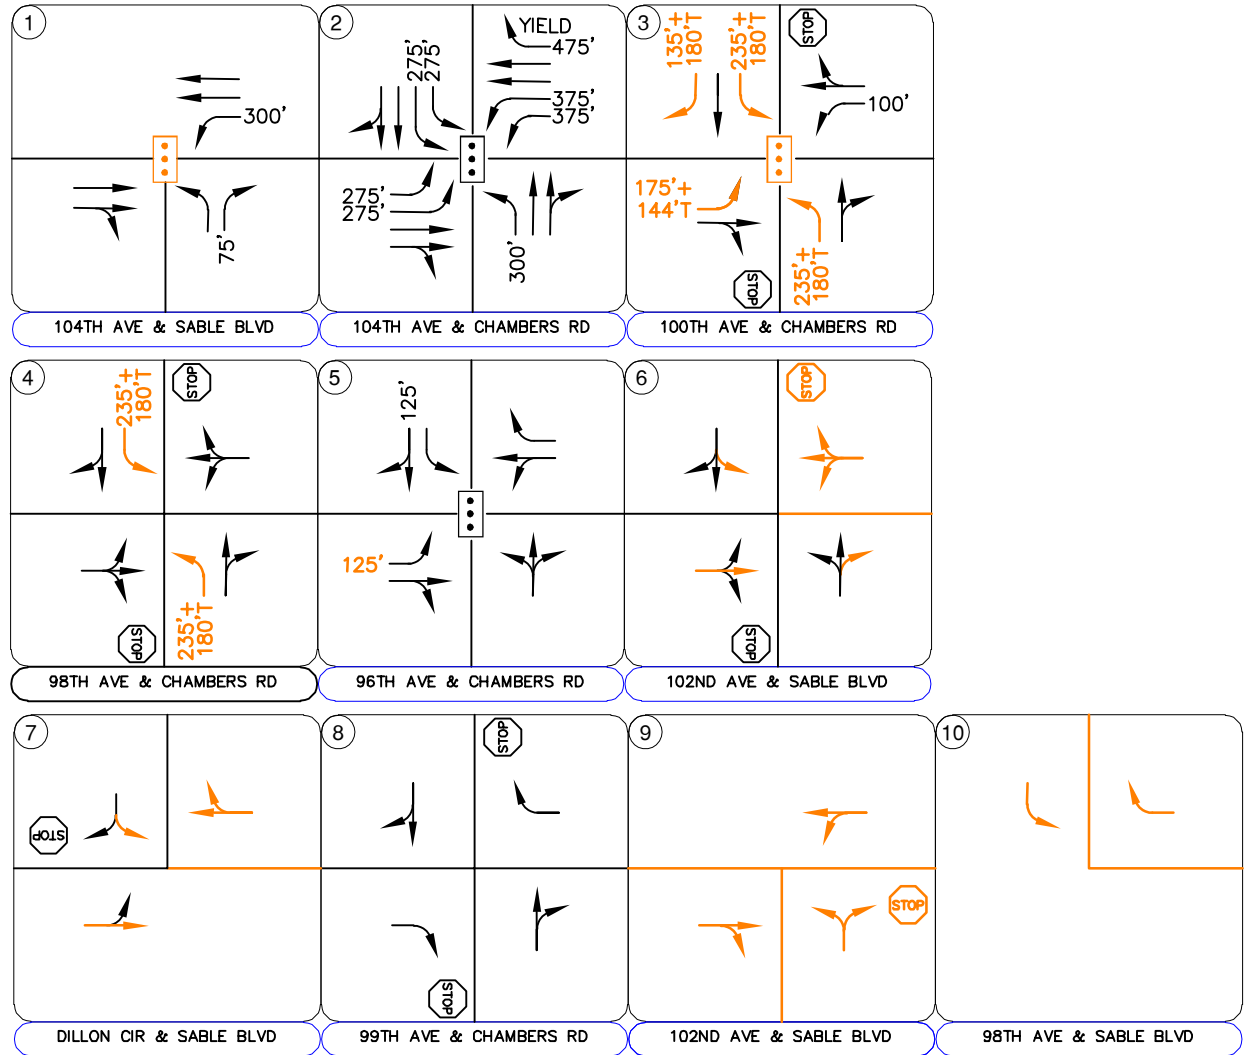 1
300'
75'
104TH AVE & SABLE BLVD
2
YIELD
475'
275'
275'
375'
375'
275'
275'
300'
104TH AVE & CHAMBERS RD
3
135'+
180'T
235'+
180'T
STOP
100'
175'+
144'T
STOP
235'+
180'T
100TH AVE & CHAMBERS RD
4
235'+
180'T
STOP
STOP
235'+
180'T
98TH AVE & CHAMBERS RD
5
125'
125'
96TH AVE & CHAMBERS RD
6
STOP
STOP
102ND AVE & SABLE BLVD
7
STOP
DILLON CIR & SABLE BLVD
8
STOP
STOP
99TH AVE & CHAMBERS RD
9
STOP
102ND AVE & SABLE BLVD
10
98TH AVE & SABLE BLVD